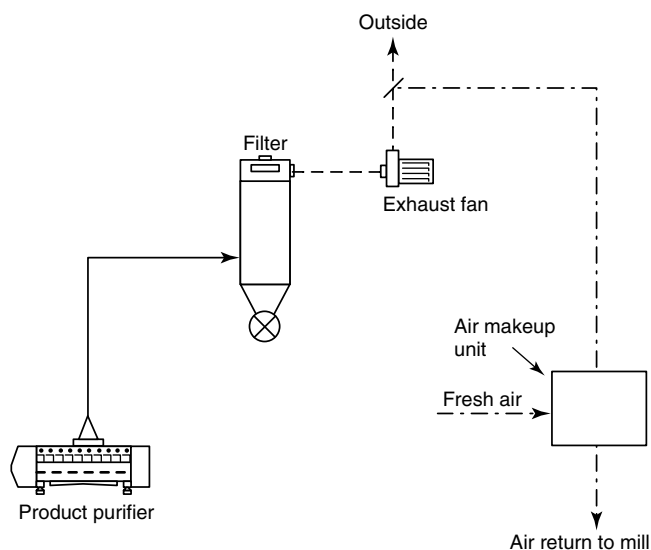 Outside
Filter
Exhaust fan
Air makeup
unit
Fresh air
Product purifier
Air return to mill